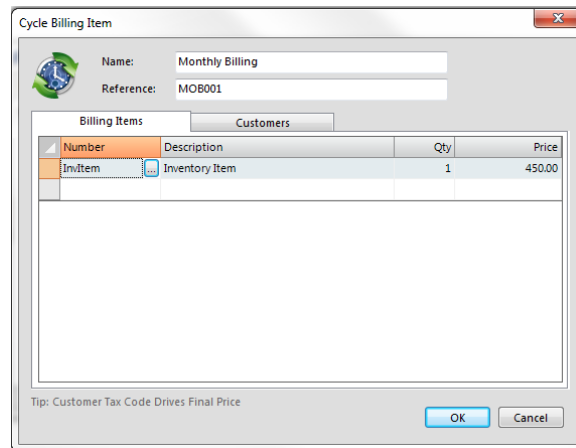 Cycle Billing Item
Name: Monthly Billing
Reference: MOB001
Billing Items Customers
Number Description Qty Price
InvItem ... Inventory Item 1 450.00
Tip: Customer Tax Code Drives Final Price
OK Cancel